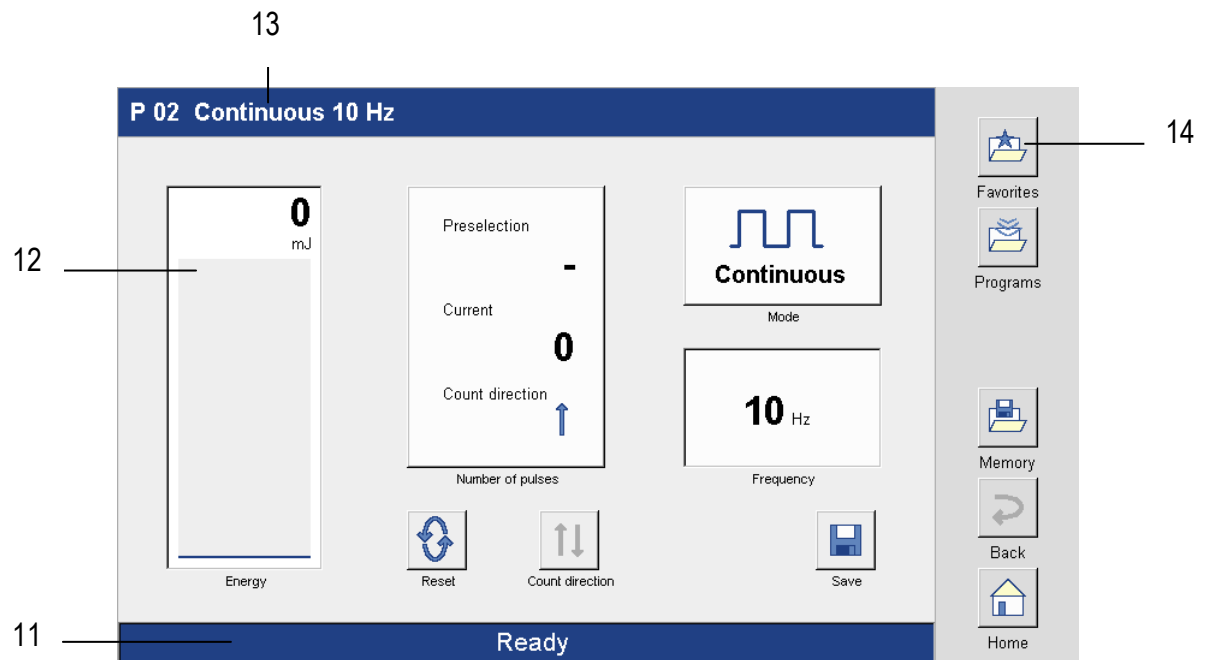 13
P 02 Continuous 10 Hz
14
Favorites
0
mJ
Preselection
-
Continuous
Mode
12
Programs
Current
0
Count direction
10 Hz
Number of pulses
Frequency
Memory
Energy
Reset
Count direction
Save
Back
11
Ready
Home